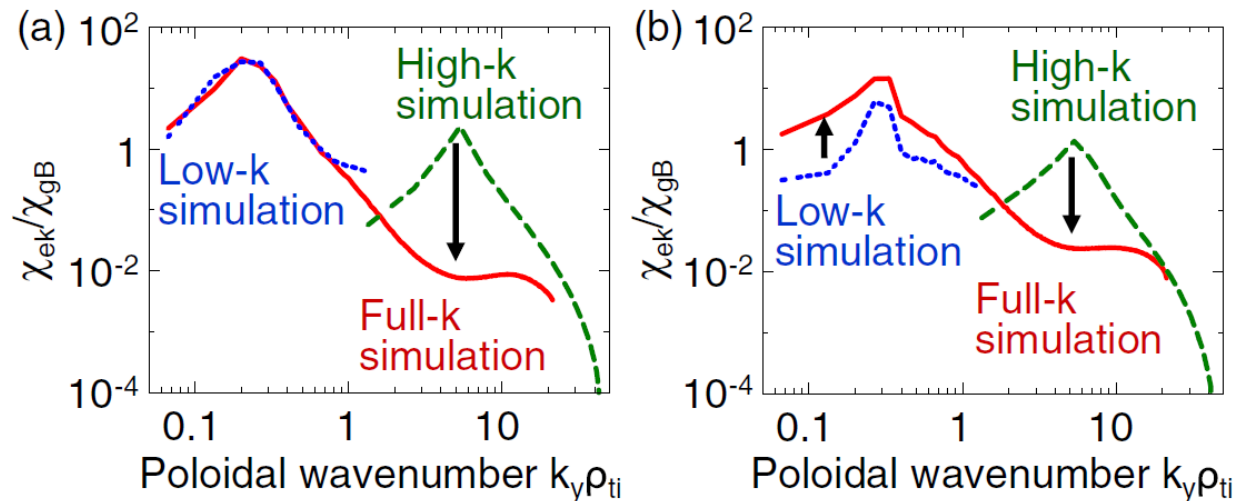 (a)
10²
1
10⁻²
10⁻⁴
χek/χgB
High-k
simulation
Low-k
simulation
Full-k
simulation
0.1 1 10
Poloidal wavenumber kyρti
(b)
10²
1
10⁻²
10⁻⁴
χek/χgB
High-k
simulation
Low-k
simulation
Full-k
simulation
0.1 1 10
Poloidal wavenumber kyρti